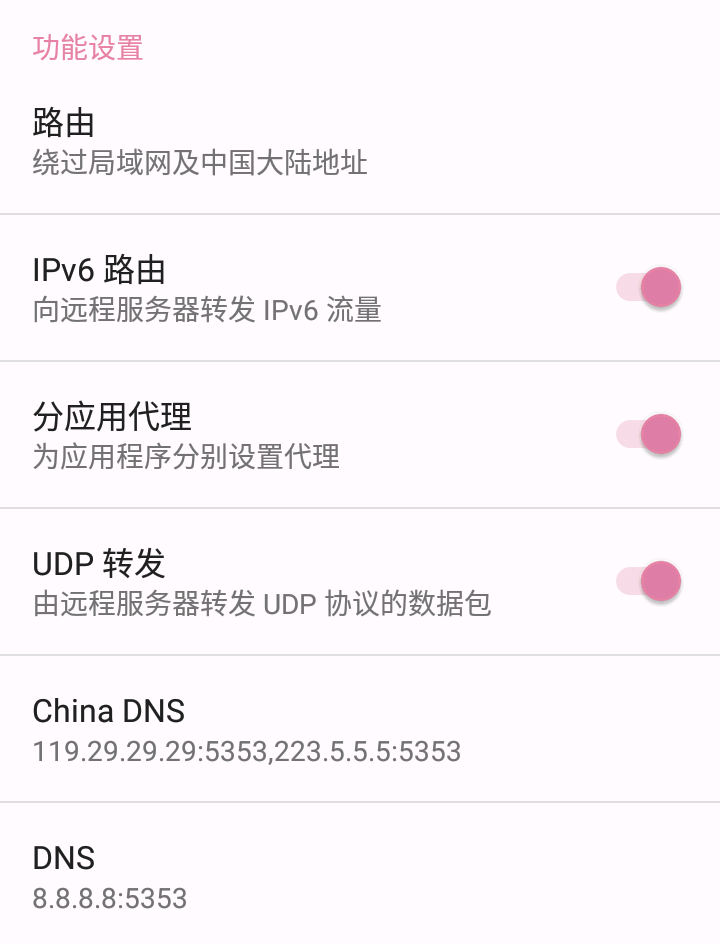 功能设置
路由
绕过局域网及中国大陆地址
IPv6 路由
向远程服务器转发 IPv6 流量
分应用代理
为应用程序分别设置代理
UDP 转发
由远程服务器转发 UDP 协议的数据包
China DNS
119.29.29.29:5353,223.5.5.5:5353
DNS
8.8.8.8:5353